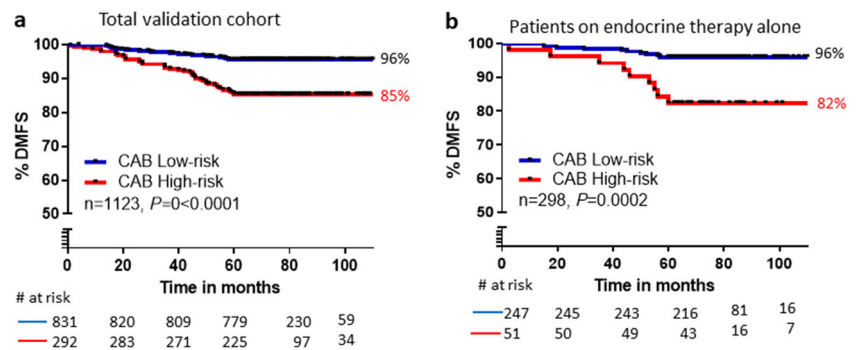 a
Total validation cohort
100
90
80
70
60
50
% DMFS
96%
85%
CAB Low-risk
CAB High-risk
n=1123, P=0<0.0001
0 20 40 60 80 100
Time in months
# at risk
831 820 809 779 230 59
292 283 271 225 97 34
b
Patients on endocrine therapy alone
100
90
80
70
60
50
% DMFS
96%
82%
CAB Low-risk
CAB High-risk
n=298, P=0.0002
0 20 40 60 80 100
Time in months
# at risk
247 245 243 216 81 16
51 50 49 43 16 7